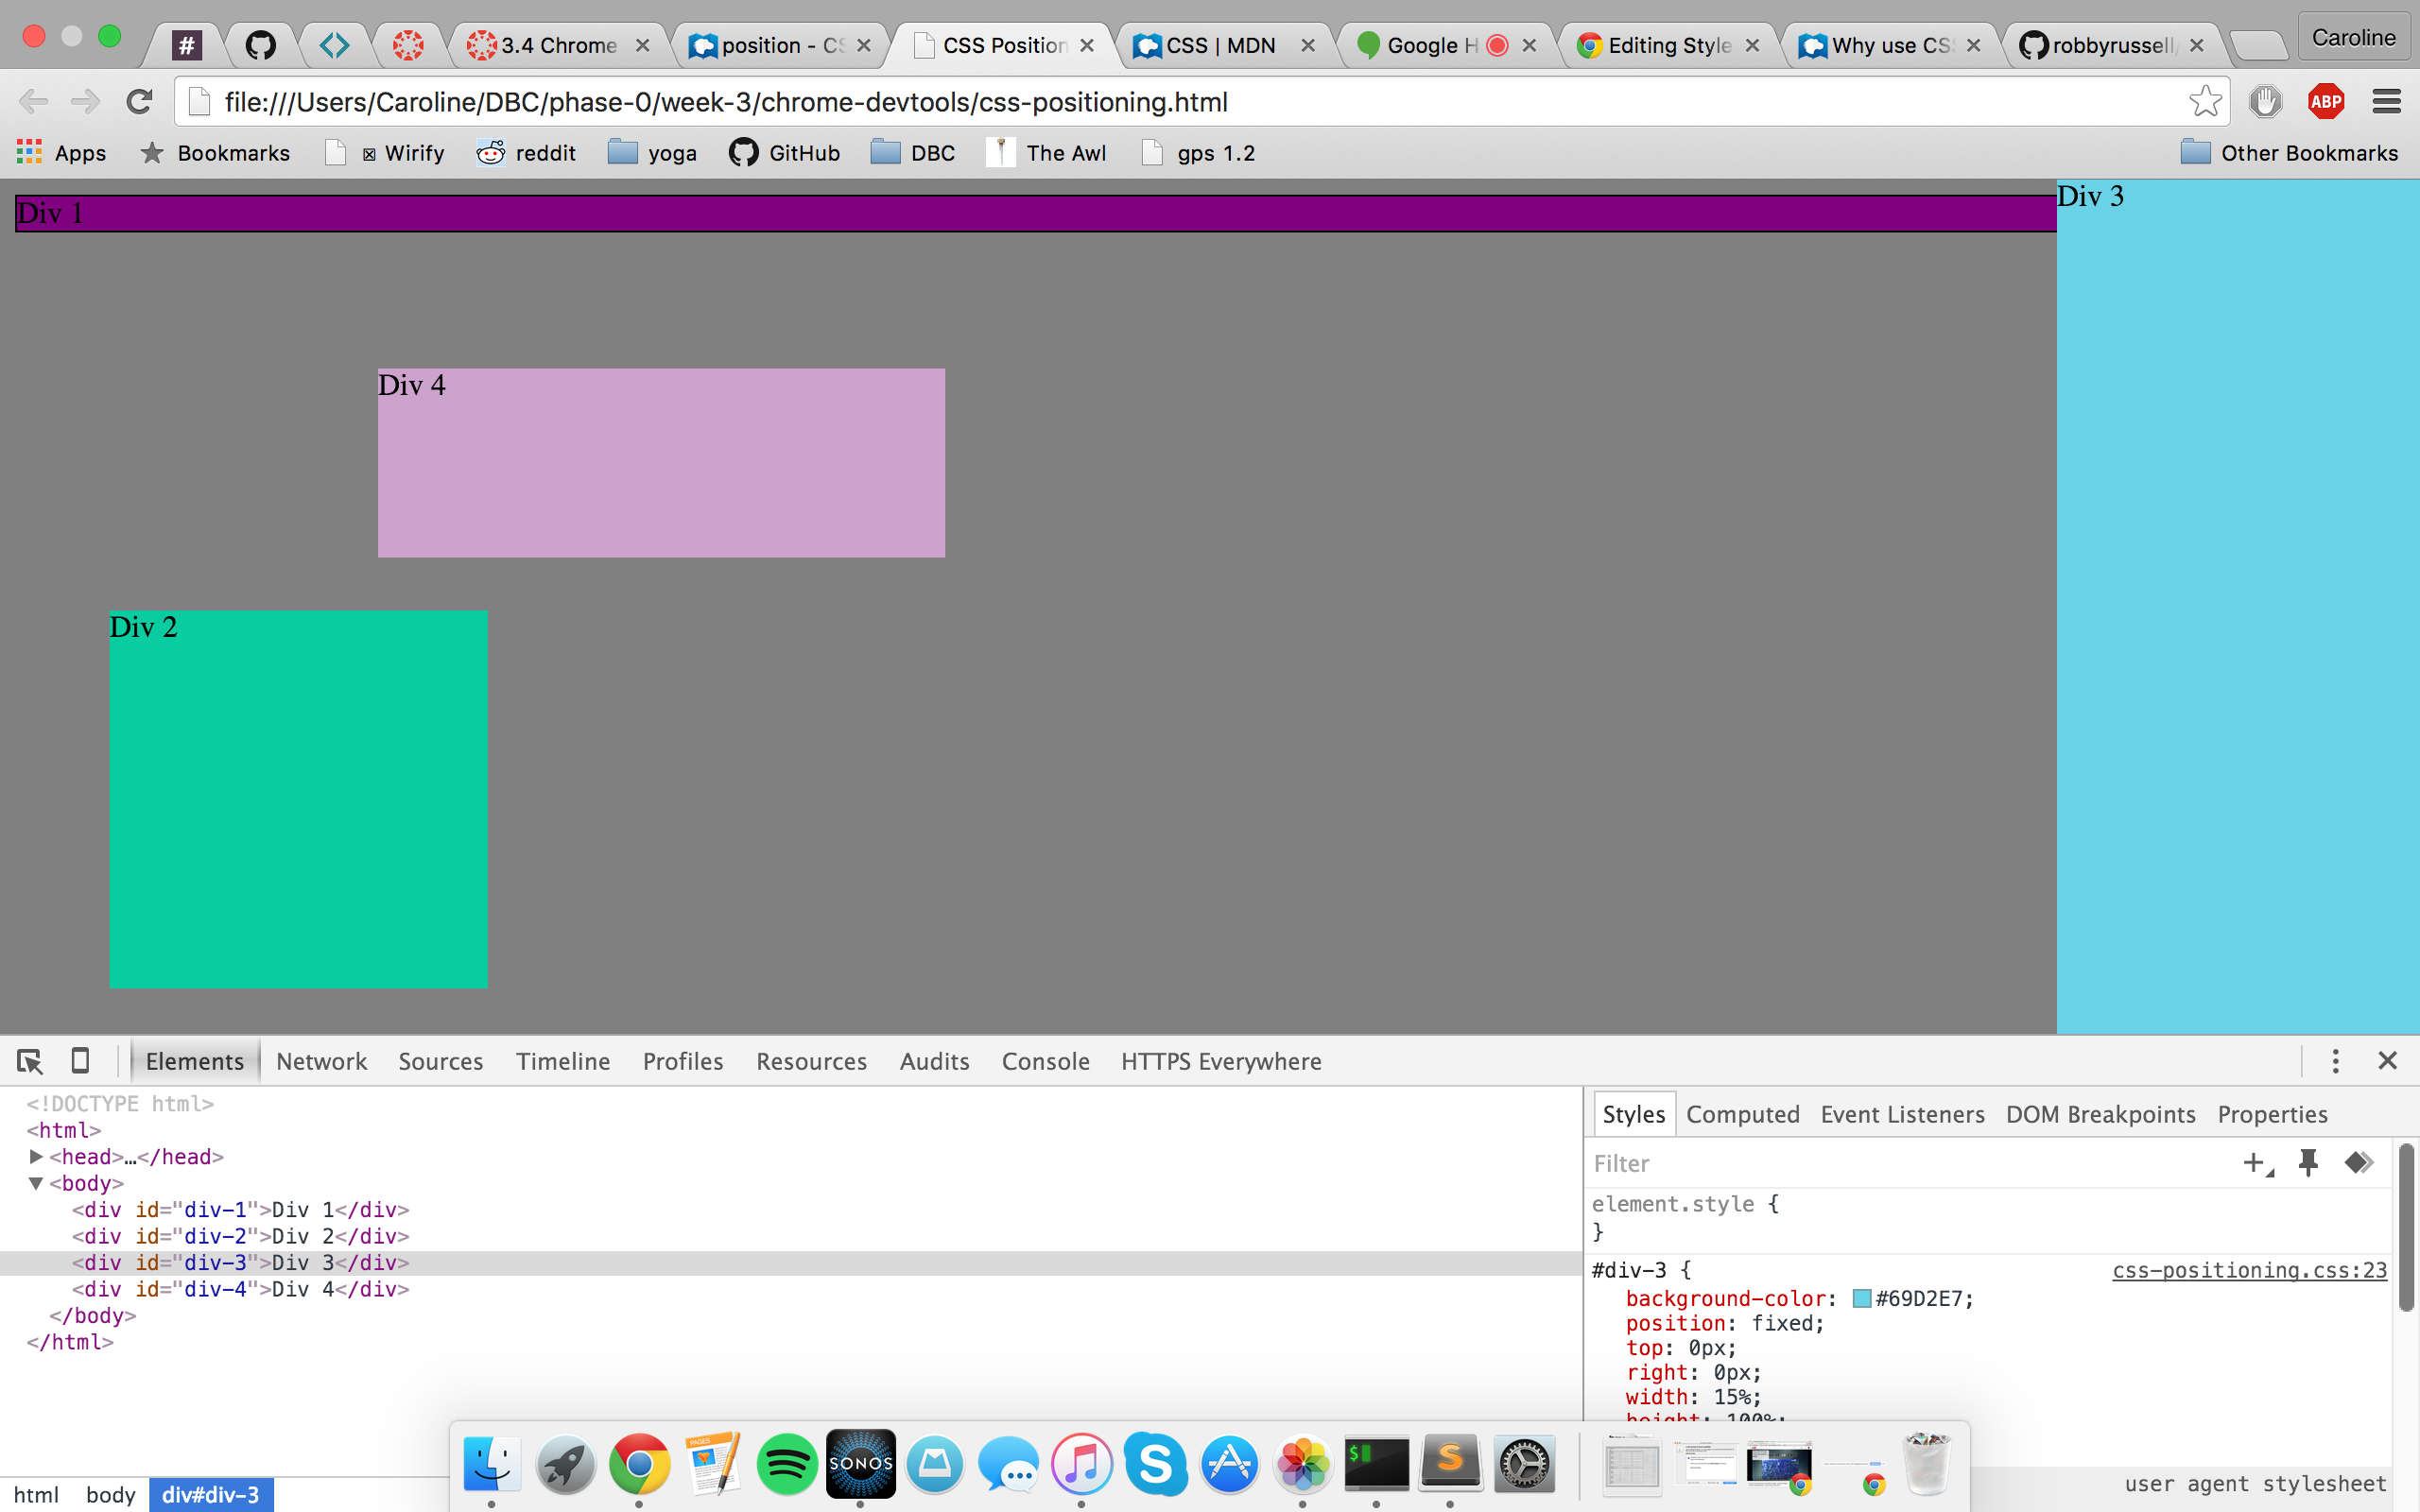 # 3.4 Chrome position - CS CSS Position CSS | MDN Google H Editing Style Why use CSS robbyrussell/ Caroline
file:///Users/Caroline/DBC/phase-0/week-3/chrome-devtools/css-positioning.html ABP
Apps Bookmarks Wirify reddit yoga GitHub DBC The Awl gps 1.2 Other Bookmarks
Div 1
Div 3
Div 4
Div 2
Elements Network Sources Timeline Profiles Resources Audits Console HTTPS Everywhere
<!DOCTYPE html>
<html>
<head>…</head>
<body>
<div id="div-1">Div 1</div>
<div id="div-2">Div 2</div>
<div id="div-3">Div 3</div>
<div id="div-4">Div 4</div>
</body>
</html>
Styles Computed Event Listeners DOM Breakpoints Properties
Filter
element.style {
}
#div-3 { css-positioning.css:23
background-color: #69D2E7;
position: fixed;
top: 0px;
right: 0px;
width: 15%;
height: 100%;
PAGES
SONOS
$
user agent stylesheet
html body div#div-3